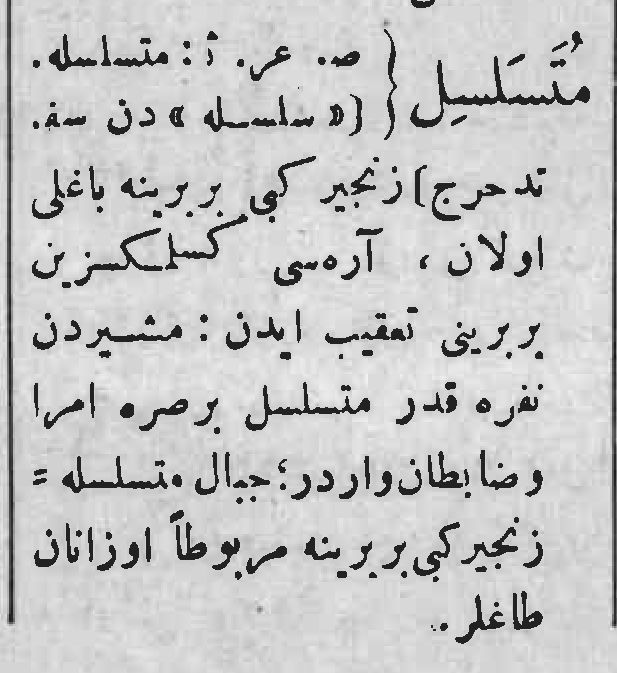 مُتَسَلسِل { ص. عر. ث : متسلسله.
[« سلسله » دن سف.
تدحرج] زنجیر کبی بربرینه باغلی
اولان ، آره‌سی کسلمکسزین
بربرینی تعقیب ایدن : مشیردن
نفره قدر متسلسل برصره امرا
وضابطان واردر؛ جبال متسلسله =
زنجیر کبی بربرینه مربوطاً اوزانان
طاغلر.